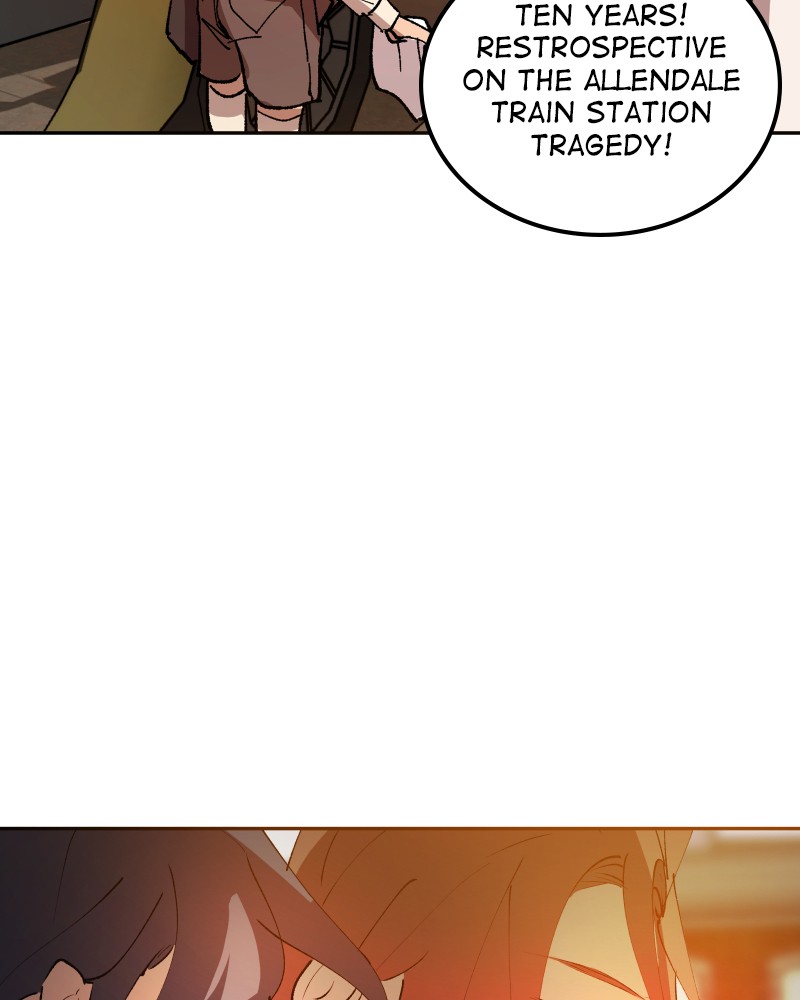 TEN YEARS!
RESTROSPECTIVE
ON THE ALLENDALE
TRAIN STATION
TRAGEDY!